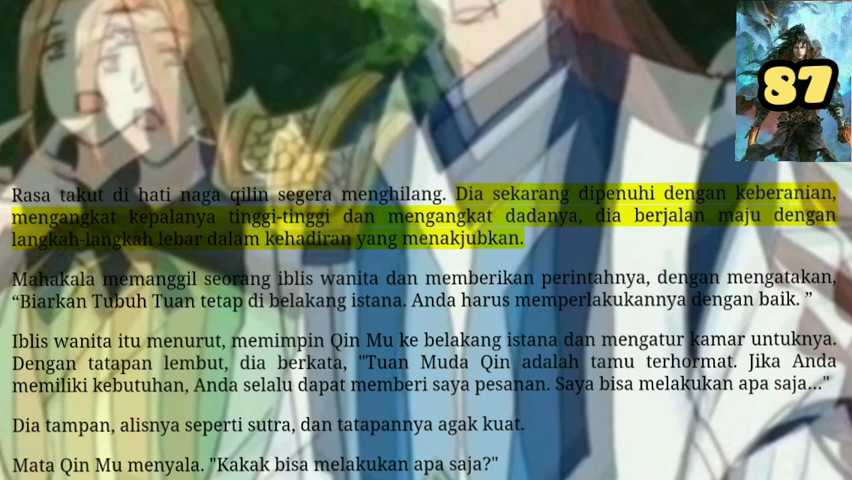 87
Rasa takut di hati naga qilin segera menghilang. Dia sekarang dipenuhi dengan keberanian,
mengangkat kepalanya tinggi-tinggi dan mengangkat dadanya, dia berjalan maju dengan
langkah-langkah lebar dalam kehadiran yang menakjubkan.
Mahakala memanggil seorang iblis wanita dan memberikan perintahnya, dengan mengatakan,
“Biarkan Tubuh Tuan tetap di belakang istana. Anda harus memperlakukannya dengan baik. ”
Iblis wanita itu menurut, memimpin Qin Mu ke belakang istana dan mengatur kamar untuknya.
Dengan tatapan lembut, dia berkata, "Tuan Muda Qin adalah tamu terhormat. Jika Anda
memiliki kebutuhan, Anda selalu dapat memberi saya pesanan. Saya bisa melakukan apa saja..."
Dia tampan, alisnya seperti sutra, dan tatapannya agak kuat.
Mata Qin Mu menyala. "Kakak bisa melakukan apa saja?"